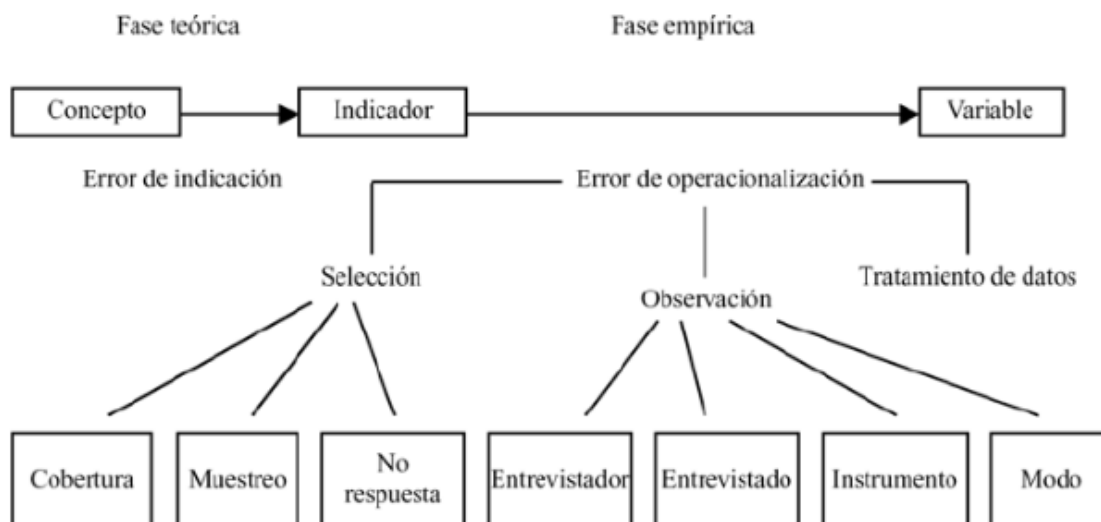 Fase teórica
Fase empírica
Concepto
Indicador
Variable
Error de indicación
Error de operacionalización
Selección
Observación
Tratamiento de datos
Cobertura
Muestreo
No
respuesta
Entrevistador
Entrevistado
Instrumento
Modo